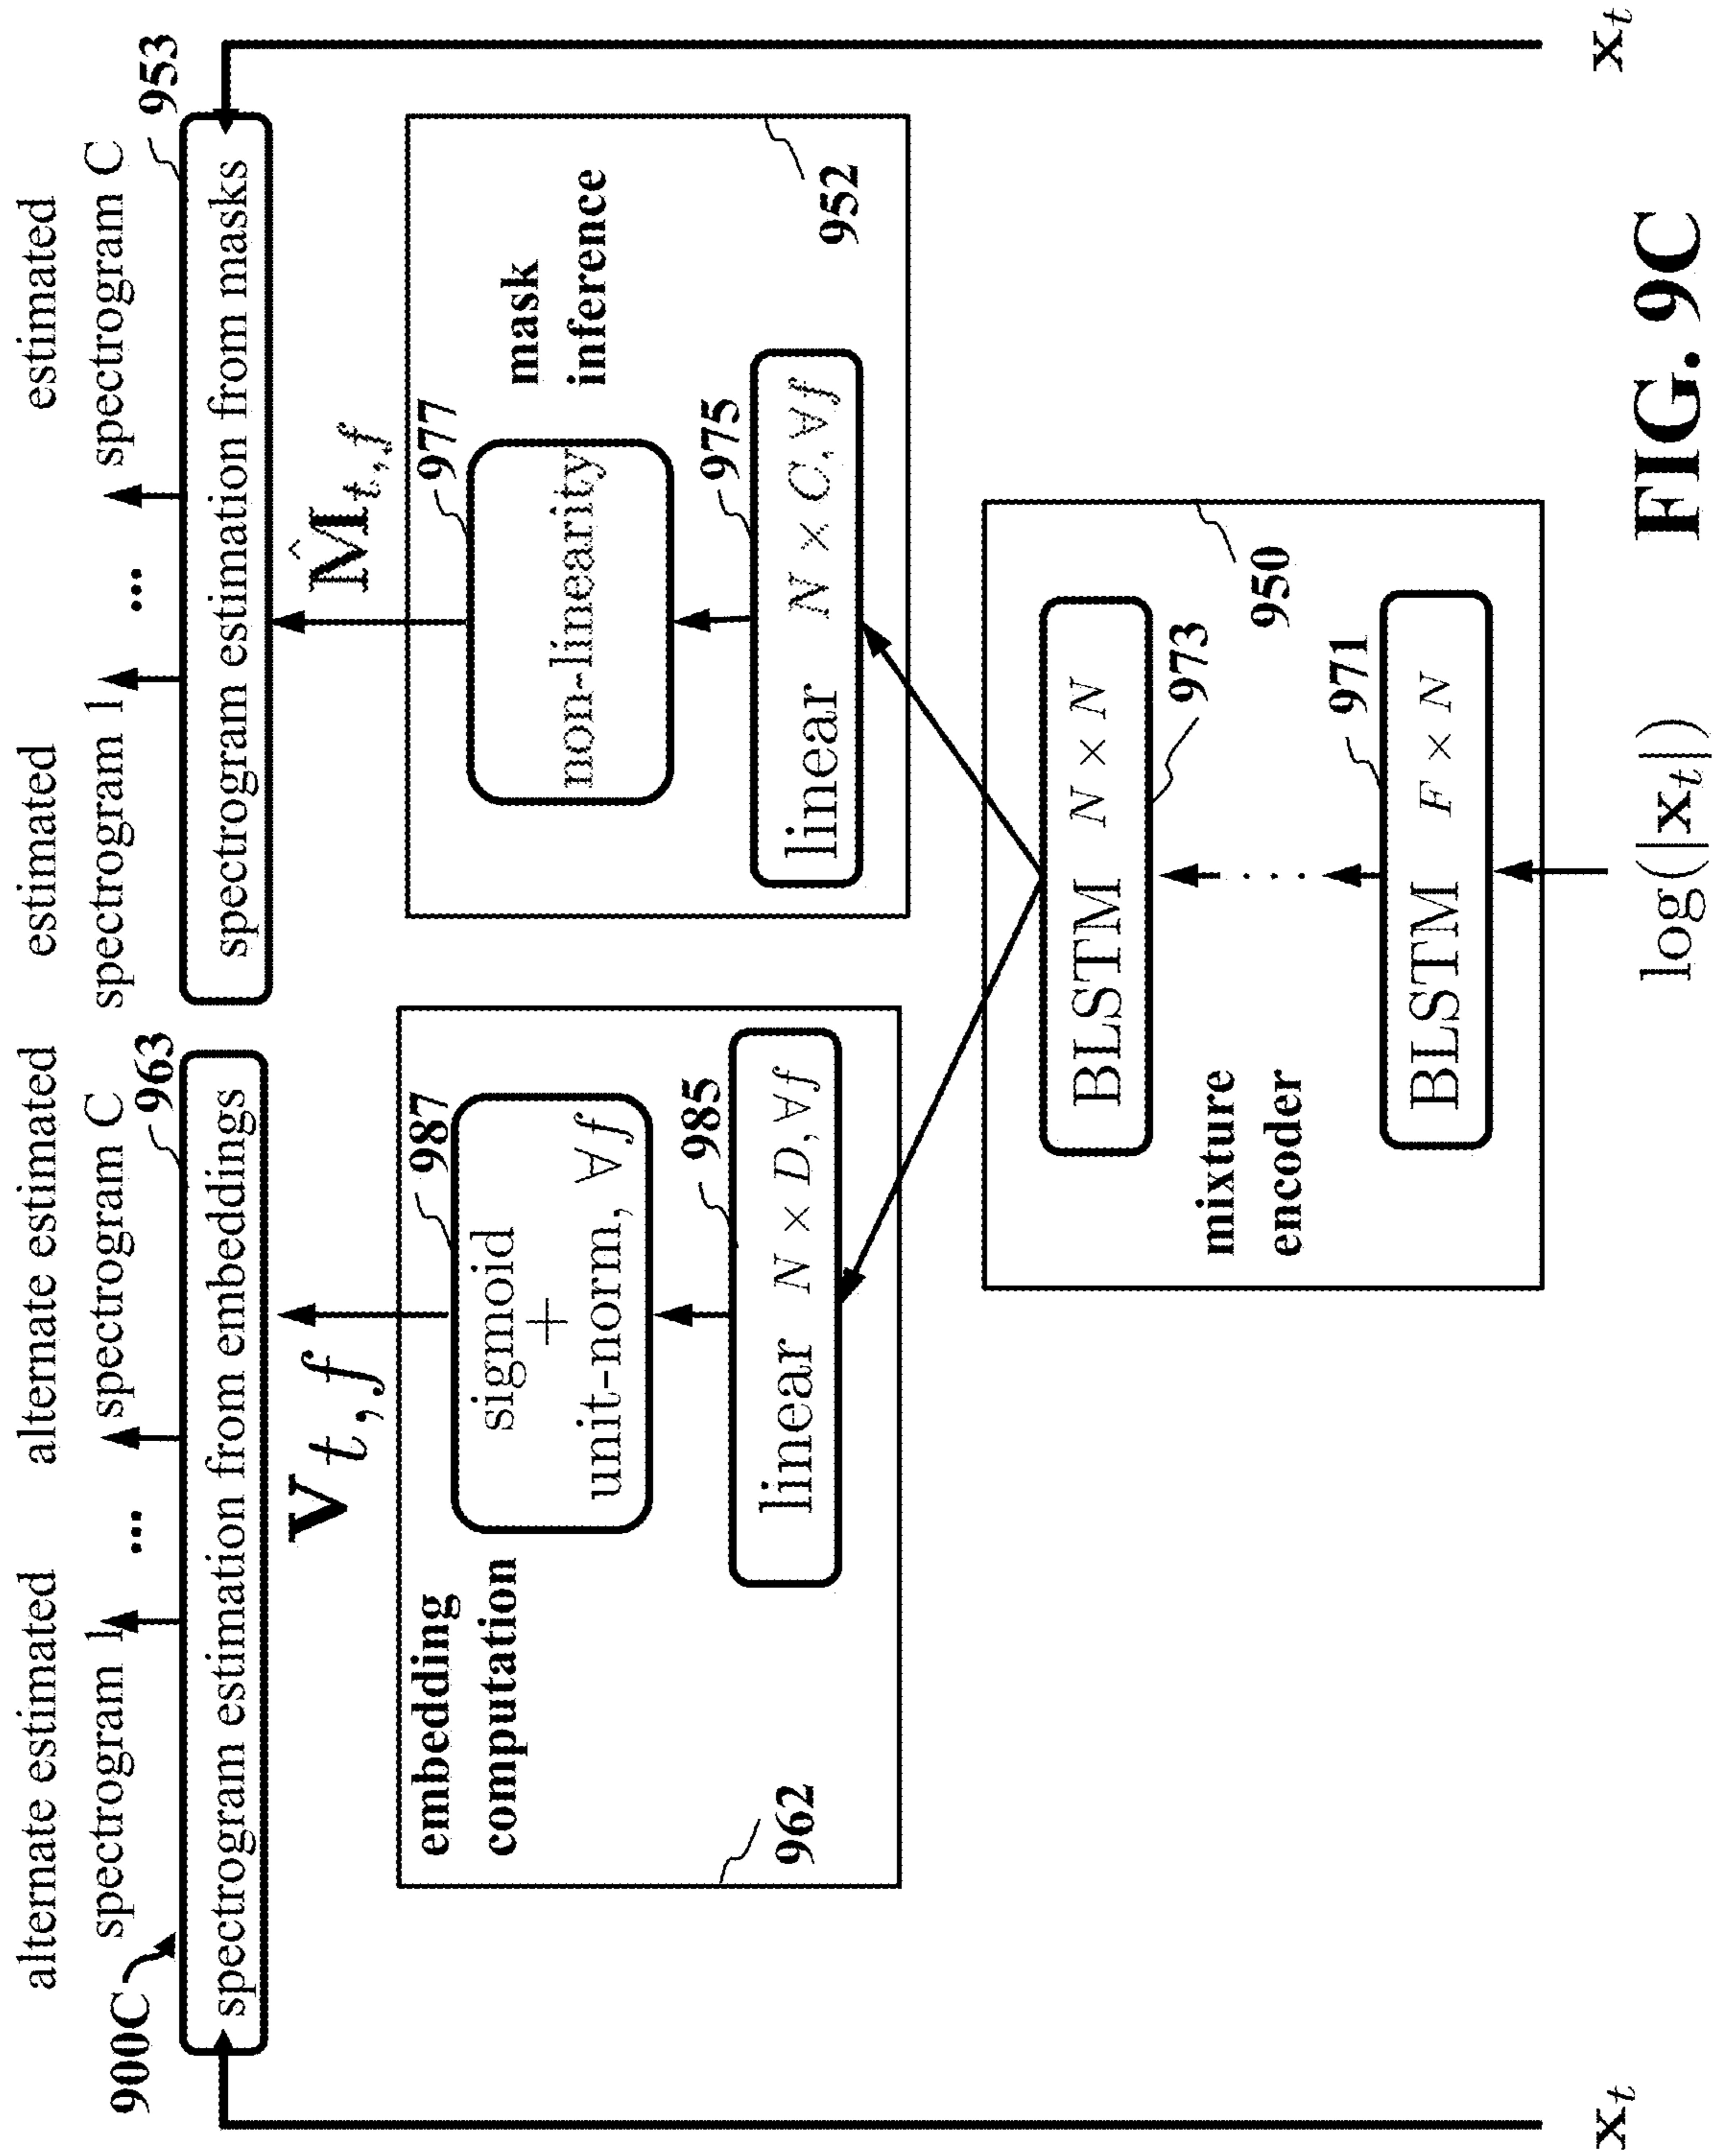 900C
alternate estimated
spectrogram 1
...
alternate estimated
spectrogram C
963
estimated
spectrogram 1
...
estimated
spectrogram C
953
spectrogram estimation from embeddings
spectrogram estimation from masks
V_{t,f}
M̂_{t,f}
embedding
computation
987
sigmoid
+
unit-norm, ∀f
985
linear N × D, ∀f
962
977
non-linearity
mask
inference
975
linear N × C, ∀f
952
BLSTM N × N
973
mixture
encoder
950
971
BLSTM F × N
x_t
log(|x_t|)
x_t
FIG. 9C